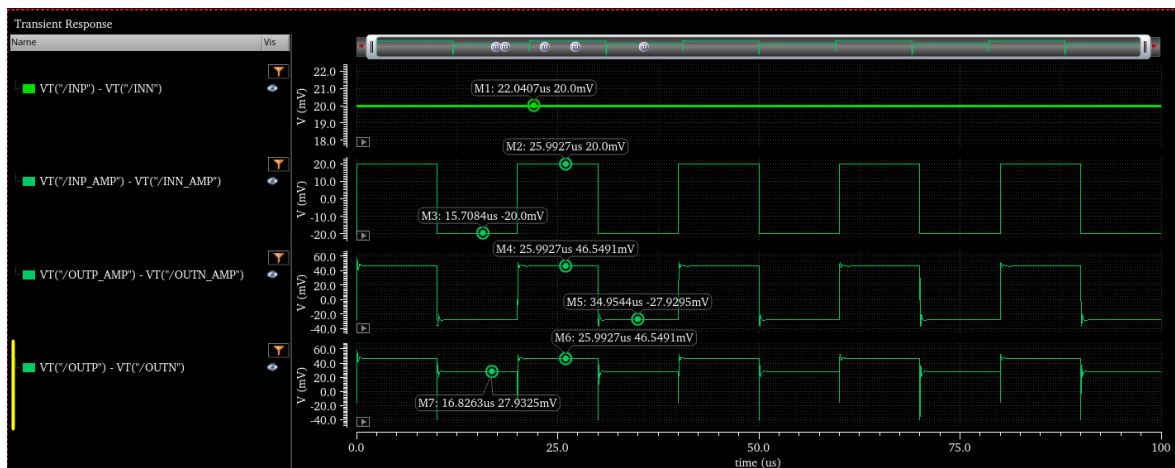 Transient Response
Name Vis
VT("/INP") - VT("/INN")
VT("/INP_AMP") - VT("/INN_AMP")
VT("/OUTP_AMP") - VT("/OUTN_AMP")
VT("/OUTP") - VT("/OUTN")
V (mV)
22.0
21.0
20.0
19.0
18.0
M1: 22.0407us 20.0mV
V (mV)
20.0
10.0
0.0
-10.0
-20.0
M2: 25.9927us 20.0mV
M3: 15.7084us -20.0mV
V (mV)
60.0
40.0
20.0
0.0
-20.0
-40.0
M4: 25.9927us 46.5491mV
M5: 34.9544us -27.9295mV
V (mV)
60.0
40.0
20.0
0.0
-20.0
-40.0
M6: 25.9927us 46.5491mV
M7: 16.8263us 27.9325mV
0.0 25.0 50.0 75.0 100
time (us)